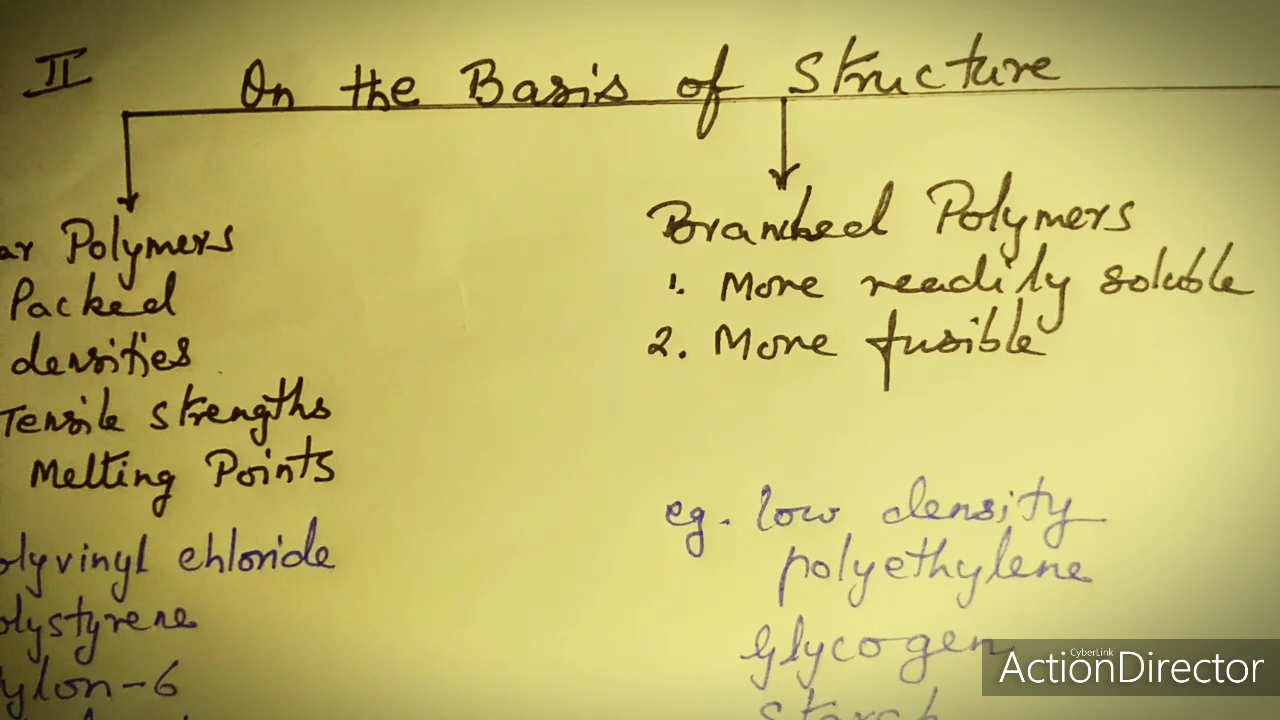 II On the Basis of Structure
ar Polymers
Packed
densities
Tensile strengths
Melting Points
olyvinyl chloride
olystyrene
ylon-6
Branched Polymers
1. More readily soluble
2. More fusible
eg. low density
polyethylene
Glycogen
CyberLink
ActionDirector